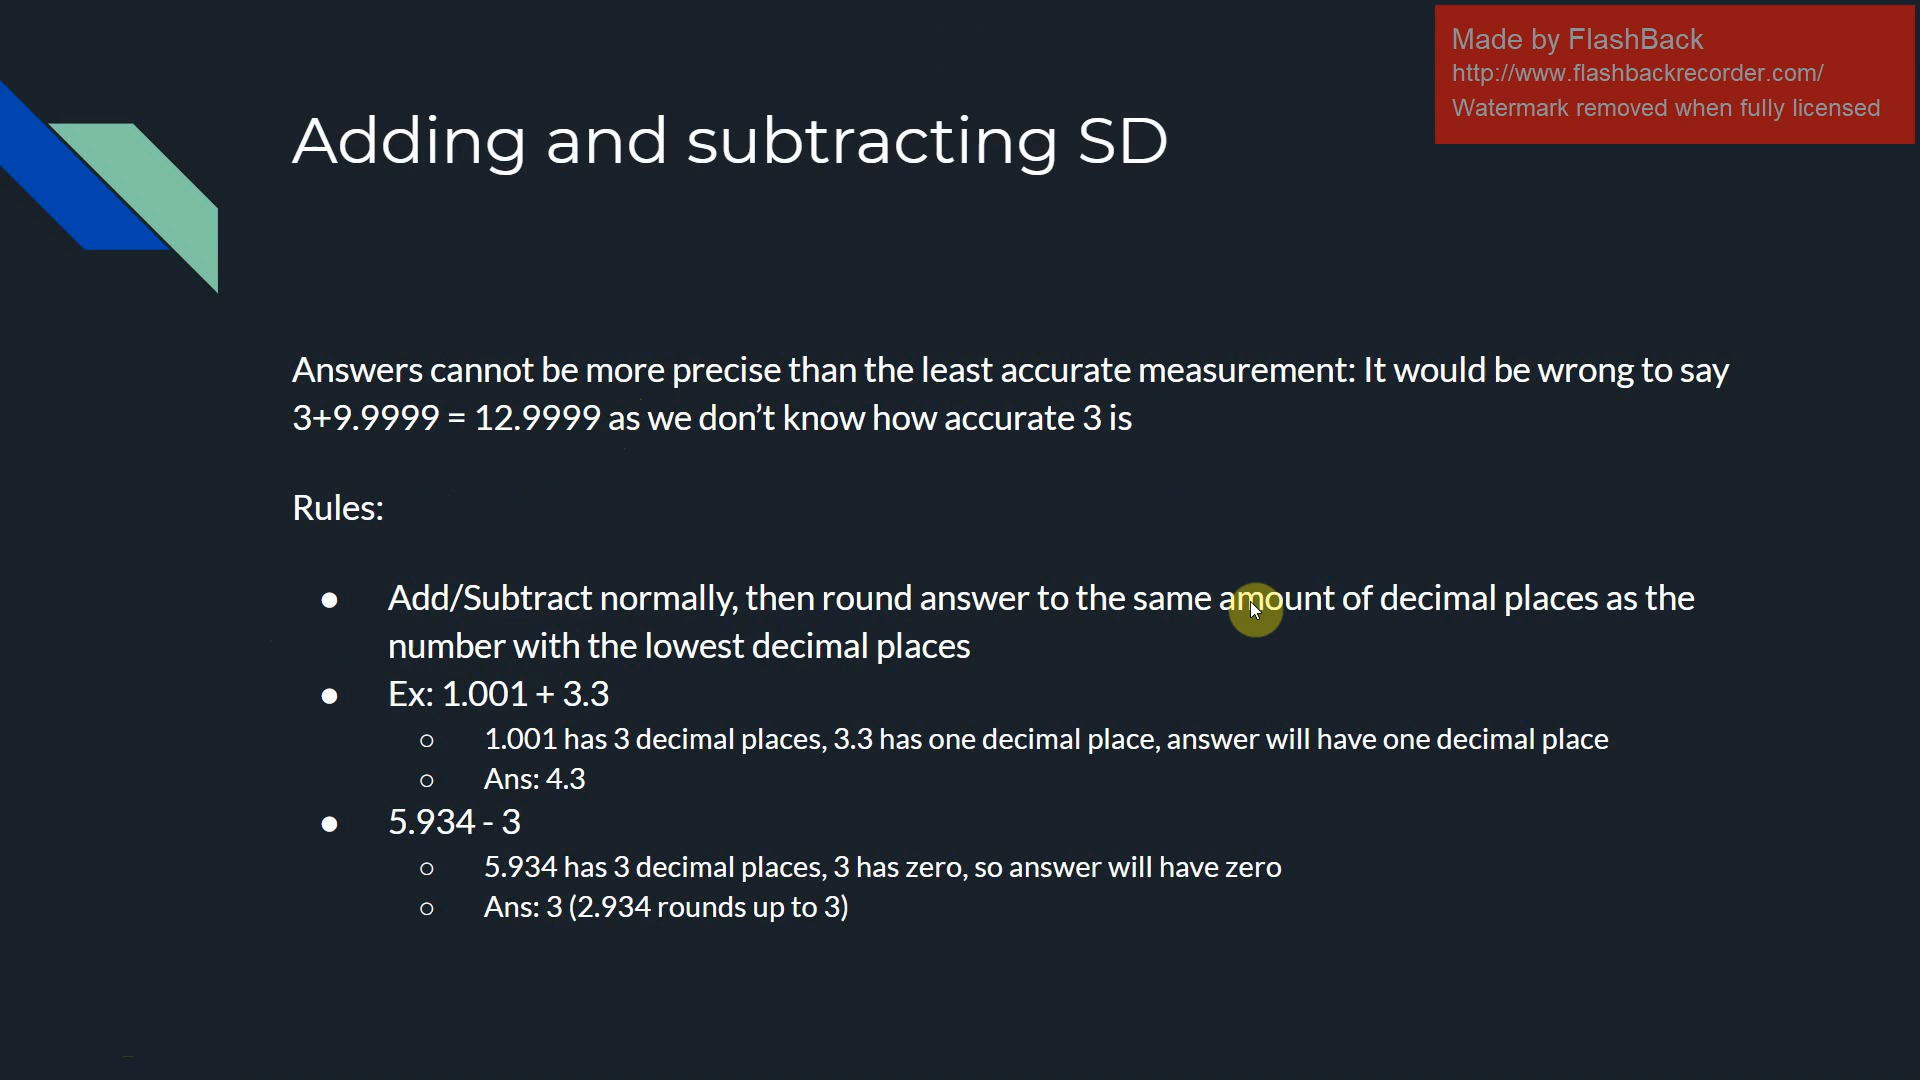 Made by FlashBack
http://www.flashbackrecorder.com/
Watermark removed when fully licensed
Adding and subtracting SD
Answers cannot be more precise than the least accurate measurement: It would be wrong to say
3+9.9999 = 12.9999 as we don’t know how accurate 3 is
Rules:
● Add/Subtract normally, then round answer to the same amount of decimal places as the
number with the lowest decimal places
● Ex: 1.001 + 3.3
○ 1.001 has 3 decimal places, 3.3 has one decimal place, answer will have one decimal place
○ Ans: 4.3
● 5.934 - 3
○ 5.934 has 3 decimal places, 3 has zero, so answer will have zero
○ Ans: 3 (2.934 rounds up to 3)